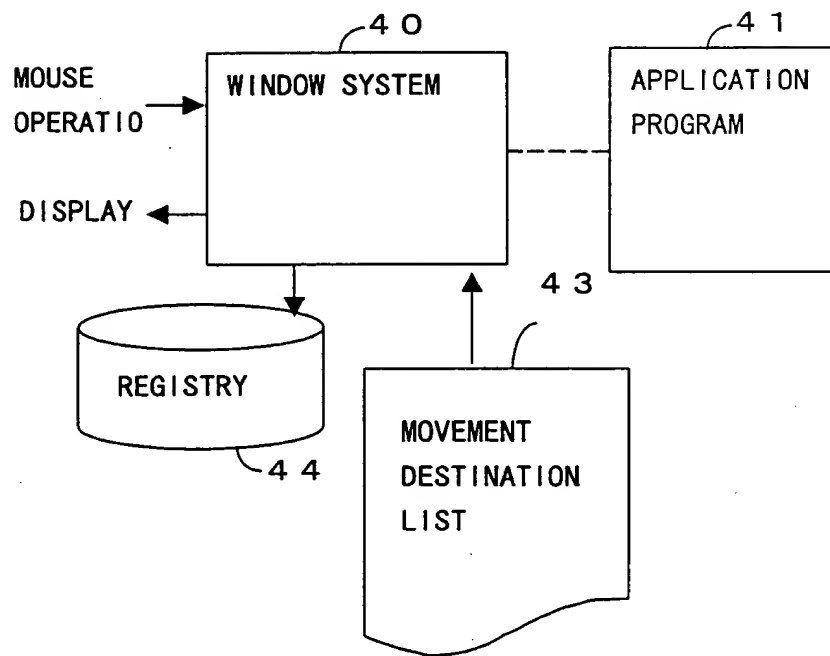 40
41
MOUSE
OPERATIO
WINDOW SYSTEM
APPLICATION
PROGRAM
DISPLAY
43
REGISTRY
44
MOVEMENT
DESTINATION
LIST